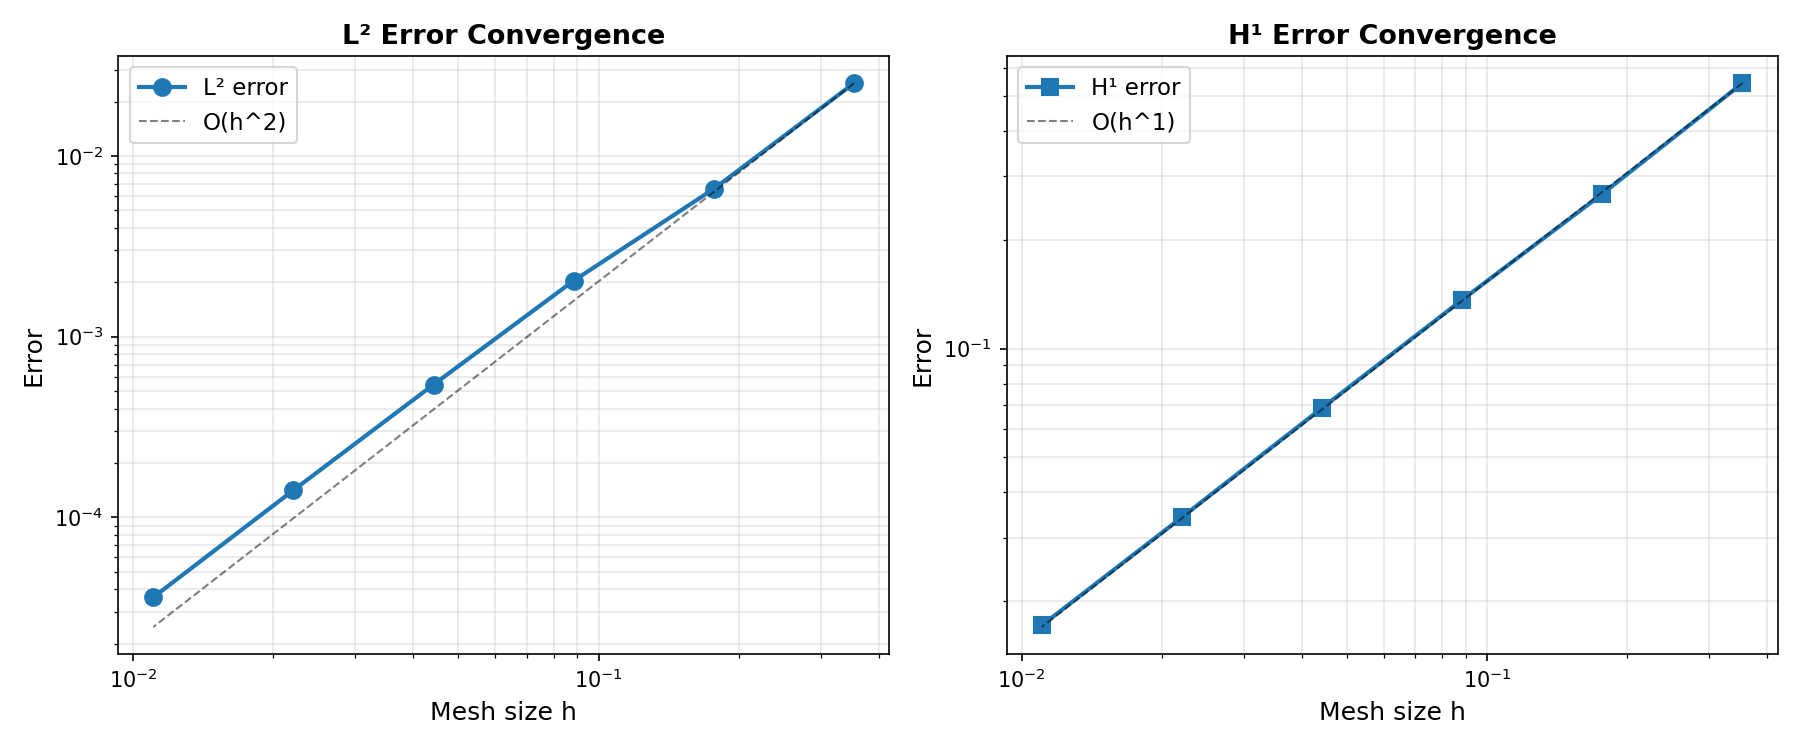 L² Error Convergence
L² error
O(h^2)
10⁻²
10⁻³
10⁻⁴
Error
10⁻² 10⁻¹
Mesh size h
H¹ Error Convergence
H¹ error
O(h^1)
10⁻¹
Error
10⁻² 10⁻¹
Mesh size h